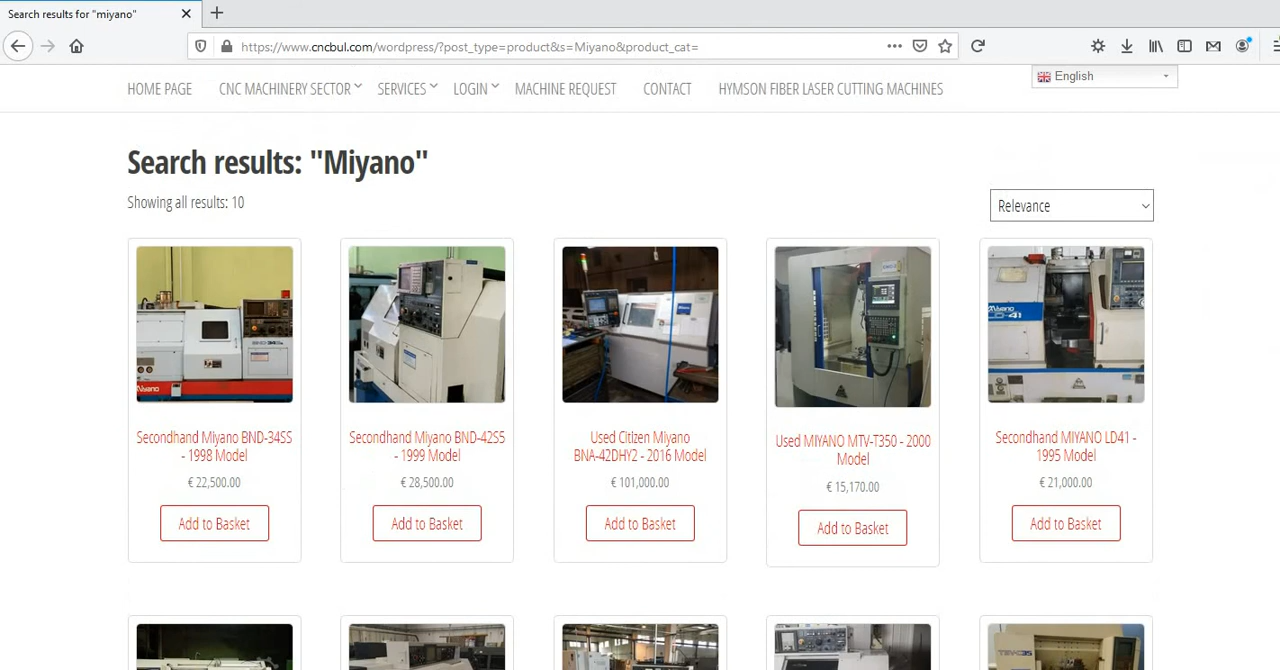 Search results for "miyano"
https://www.cncbul.com/wordpress/?post_type=product&s=Miyano&product_cat=
English
HOME PAGE CNC MACHINERY SECTOR SERVICES LOGIN MACHINE REQUEST CONTACT HYMSON FIBER LASER CUTTING MACHINES
Search results: "Miyano"
Showing all results: 10
Relevance
Miyano
LD-41
Secondhand Miyano BND-34SS
- 1998 Model
€ 22,500.00
Add to Basket
Secondhand Miyano BND-42S5
- 1999 Model
€ 28,500.00
Add to Basket
Used Citizen Miyano
BNA-42DHY2 - 2016 Model
€ 101,000.00
Add to Basket
Used MIYANO MTV-T350 - 2000
Model
€ 15,170.00
Add to Basket
Secondhand MIYANO LD41 -
1995 Model
€ 21,000.00
Add to Basket